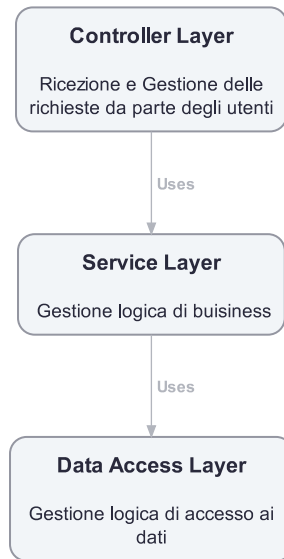 Controller Layer
Ricezione e Gestione delle
richieste da parte degli utenti
Uses
Service Layer
Gestione logica di buisiness
Uses
Data Access Layer
Gestione logica di accesso ai
dati